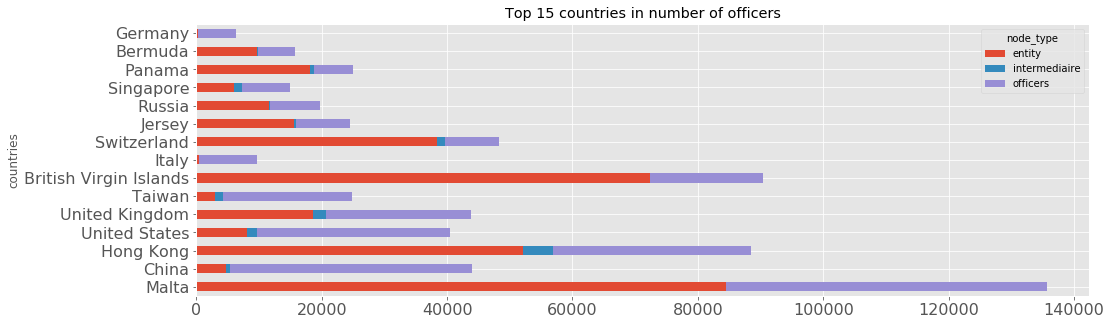 Top 15 countries in number of officers
node_type
entity
intermediaire
officers
countries
Germany
Bermuda
Panama
Singapore
Russia
Jersey
Switzerland
Italy
British Virgin Islands
Taiwan
United Kingdom
United States
Hong Kong
China
Malta
0 20000 40000 60000 80000 100000 120000 140000